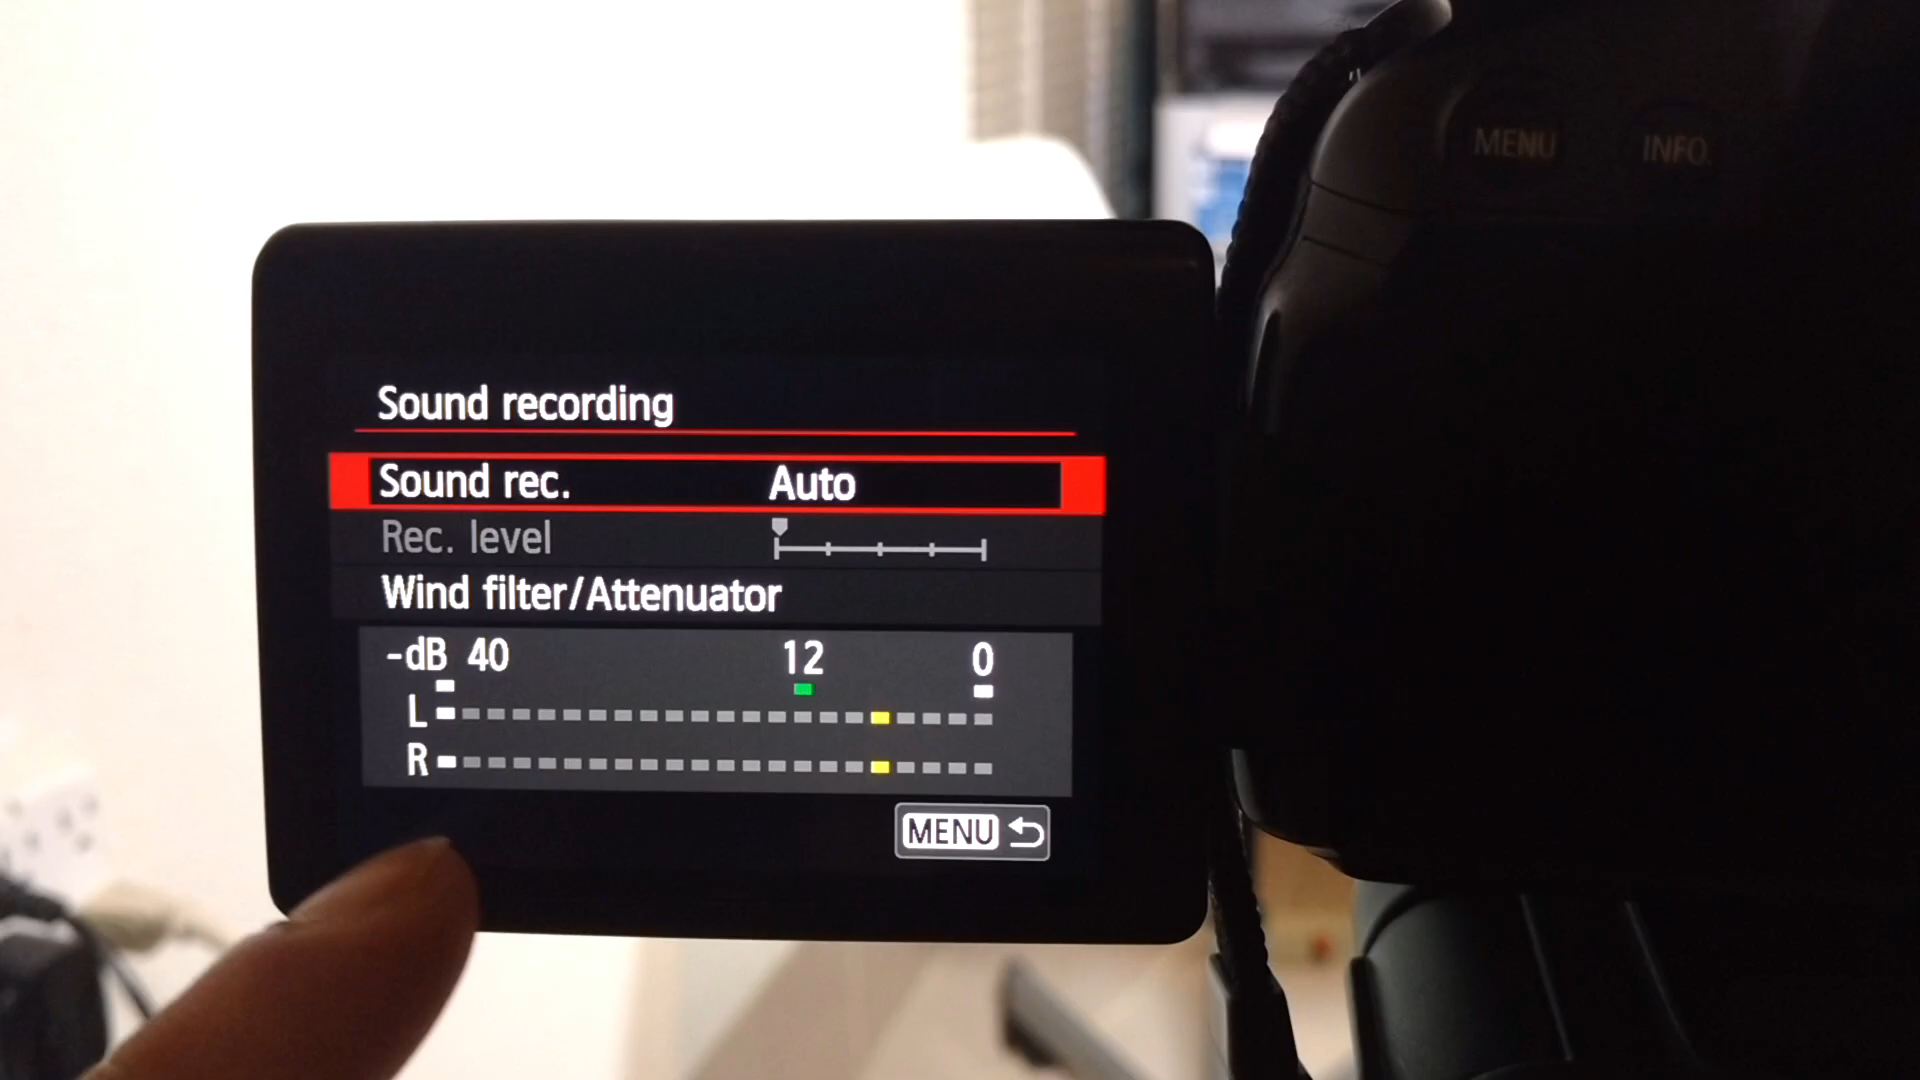 MENU INFO.
Sound recording
Sound rec. Auto
Rec. level
Wind filter/Attenuator
-dB 40 12 0
L
R
MENU